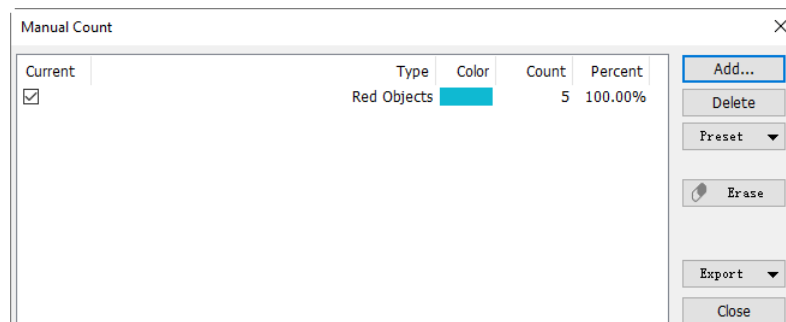 Manual Count
Current Type Color Count Percent
Red Objects 5 100.00%
Add...
Delete
Preset
Erase
Export
Close